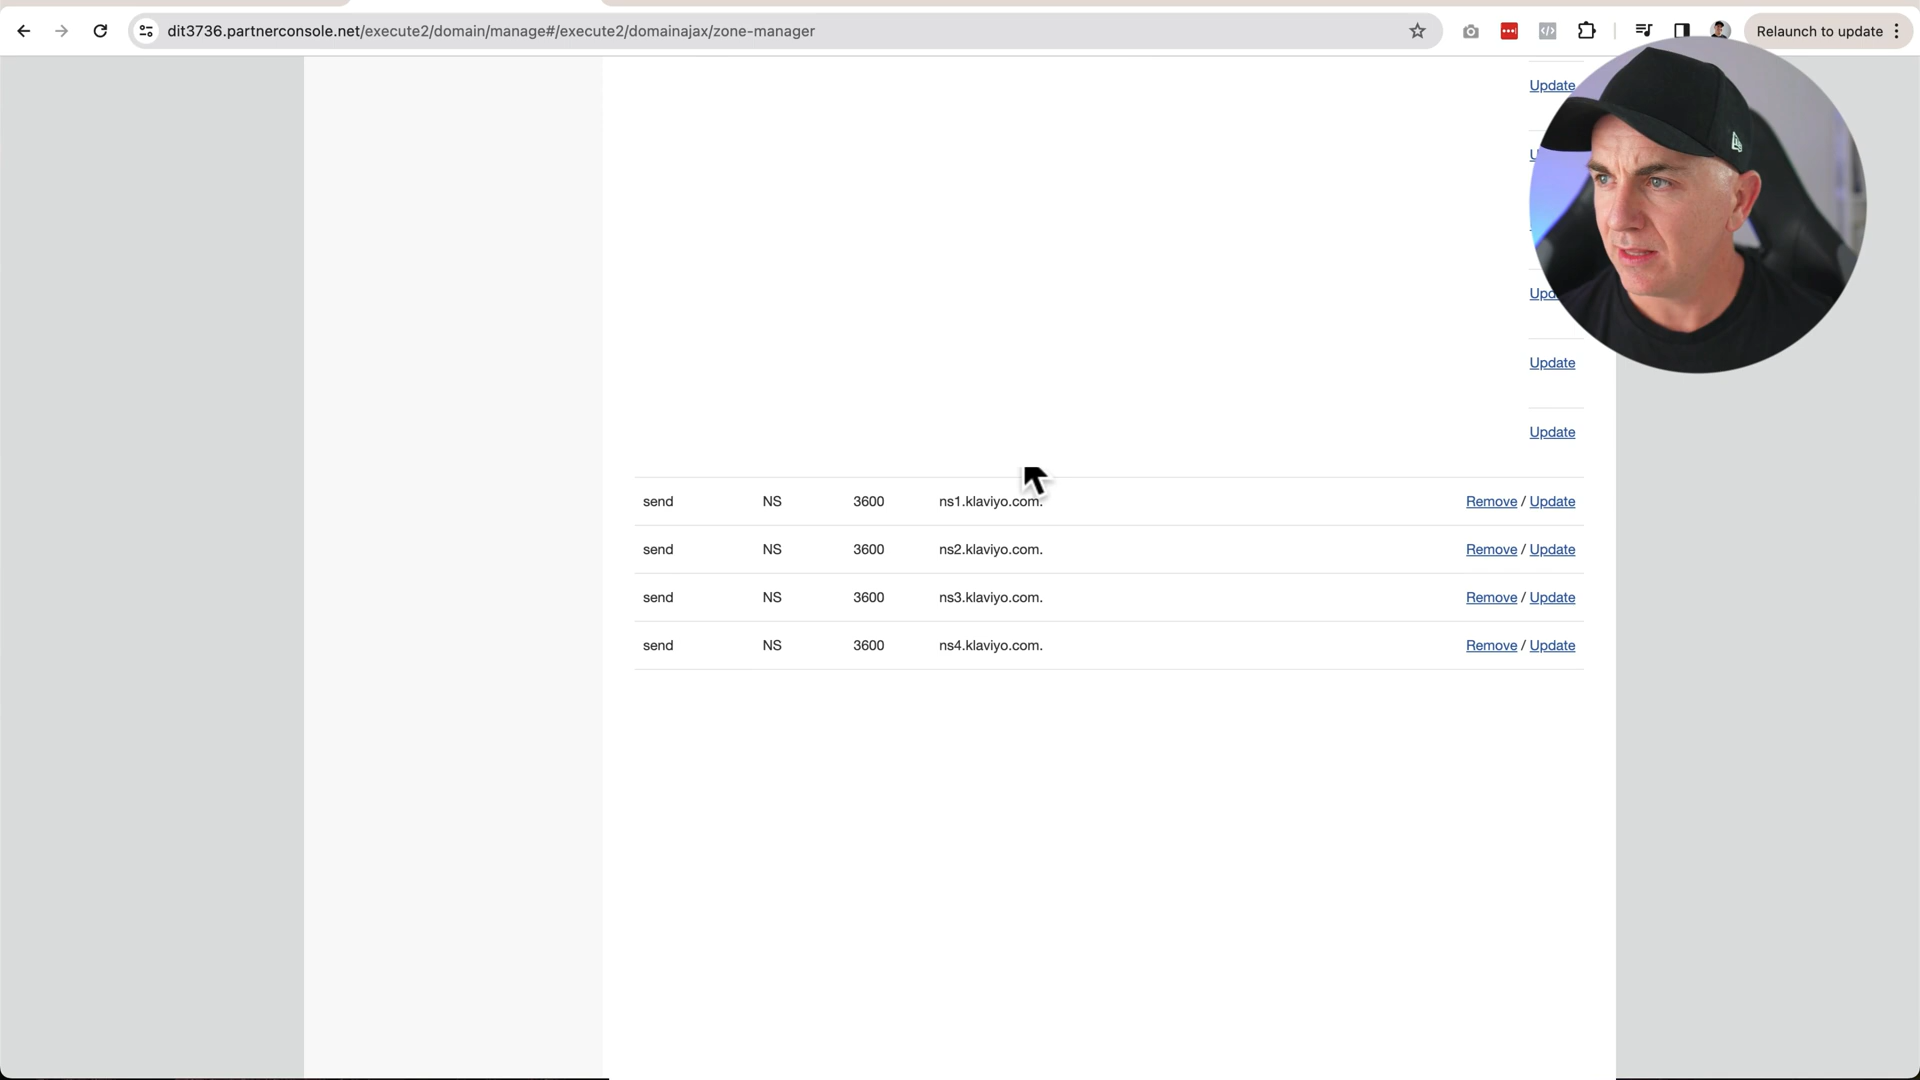 dit3736.partnerconsole.net/execute2/domain/manage#/execute2/domainajax/zone-manager
Relaunch to update
Update
Update
Update
send NS 3600 ns1.klaviyo.com. Remove / Update
send NS 3600 ns2.klaviyo.com. Remove / Update
send NS 3600 ns3.klaviyo.com. Remove / Update
send NS 3600 ns4.klaviyo.com. Remove / Update